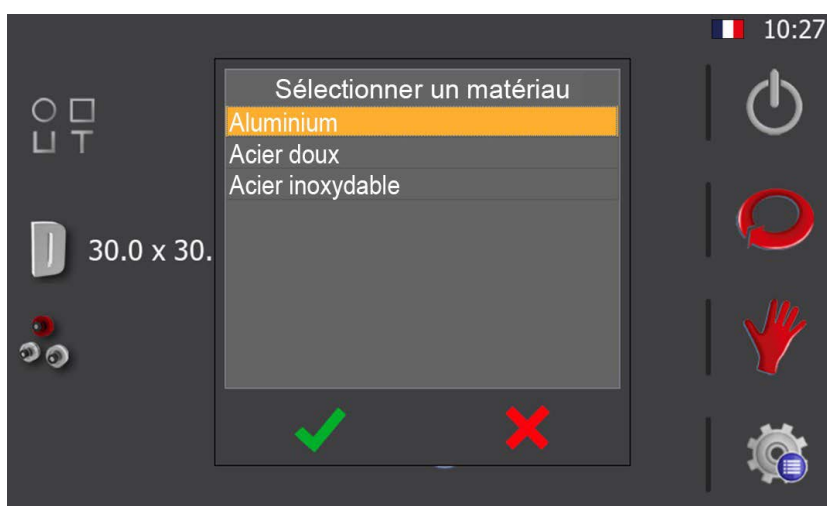 10:27
Sélectionner un matériau
Aluminium
Acier doux
Acier inoxydable
30.0 x 30.